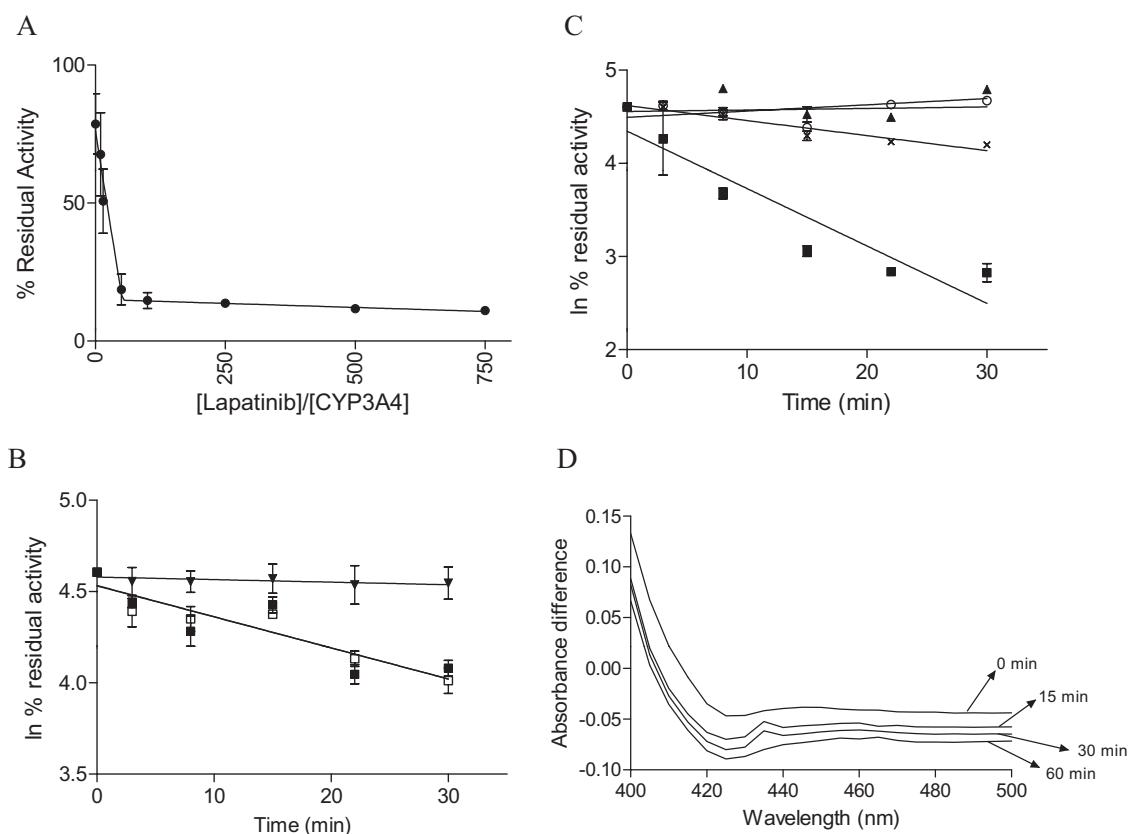 A
% Residual Activity
100
50
0
0
250
500
750
[Lapatinib]/[CYP3A4]
C
ln % residual activity
5
4
3
2
0
10
20
30
Time (min)
B
ln % residual activity
5.0
4.5
4.0
3.5
0
10
20
30
Time (min)
D
Absorbance difference
0.15
0.10
0.05
0.00
-0.05
-0.10
400
420
440
460
480
500
Wavelength (nm)
0 min
15 min
30 min
60 min